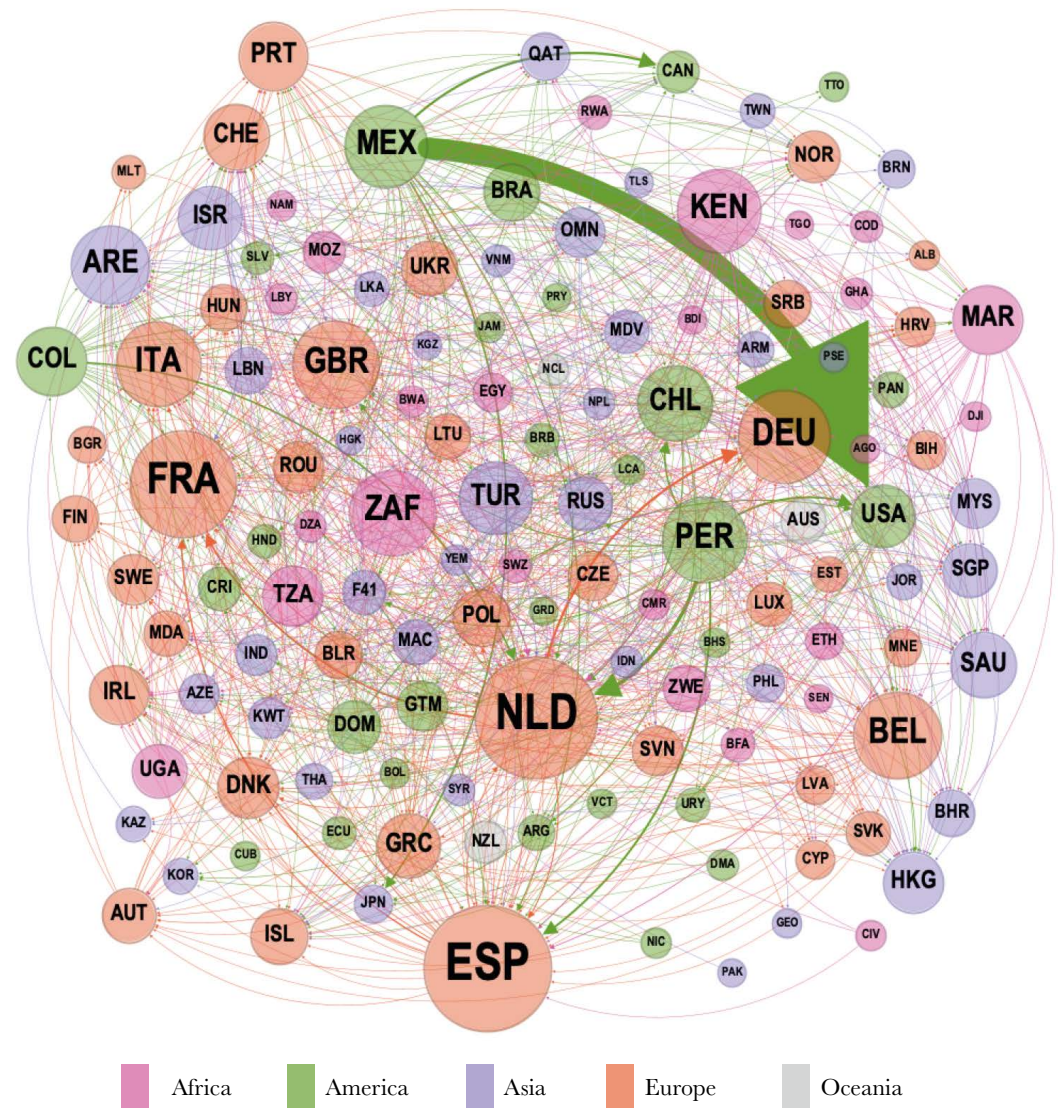 PRT
QAT
CAN
TTO
RWA
TWN
CHE
MEX
NOR
BRN
MLT
TLS
BRA
KEN
NAM
ISR
TGO
COD
OMN
MOZ
SLV
ARE
UKR
VNM
ALB
LKA
LBY
PRY
GHA
HUN
SRB
MAR
BDI
JAM
MDV
HRV
KGZ
ARM
PSE
COL
ITA
GBR
LBN
NCL
PAN
EGY
BWA
NPL
CHL
DJI
DEU
BGR
HGK
LTU
BRB
AGO
BIH
ROU
LCA
FRA
TUR
RUS
MYS
FIN
ZAF
AUS
USA
DZA
HND
PER
YEM
SWZ
SWE
CZE
EST
SGP
JOR
CRI
TZA
F41
LUX
CMR
GRD
POL
MDA
MAC
BHS
ETH
MNE
IND
BLR
IDN
SAU
IRL
AZE
ZWE
PHL
SEN
GTM
NLD
KWT
DOM
BEL
SVN
BFA
UGA
DNK
THA
BOL
SYR
LVA
VCT
URY
BHR
KAZ
ECU
ARG
SVK
GRC
NZL
CUB
CYP
DMA
KOR
HKG
JPN
AUT
GEO
ISL
CIV
NIC
ESP
PAK
Africa America Asia Europe Oceania